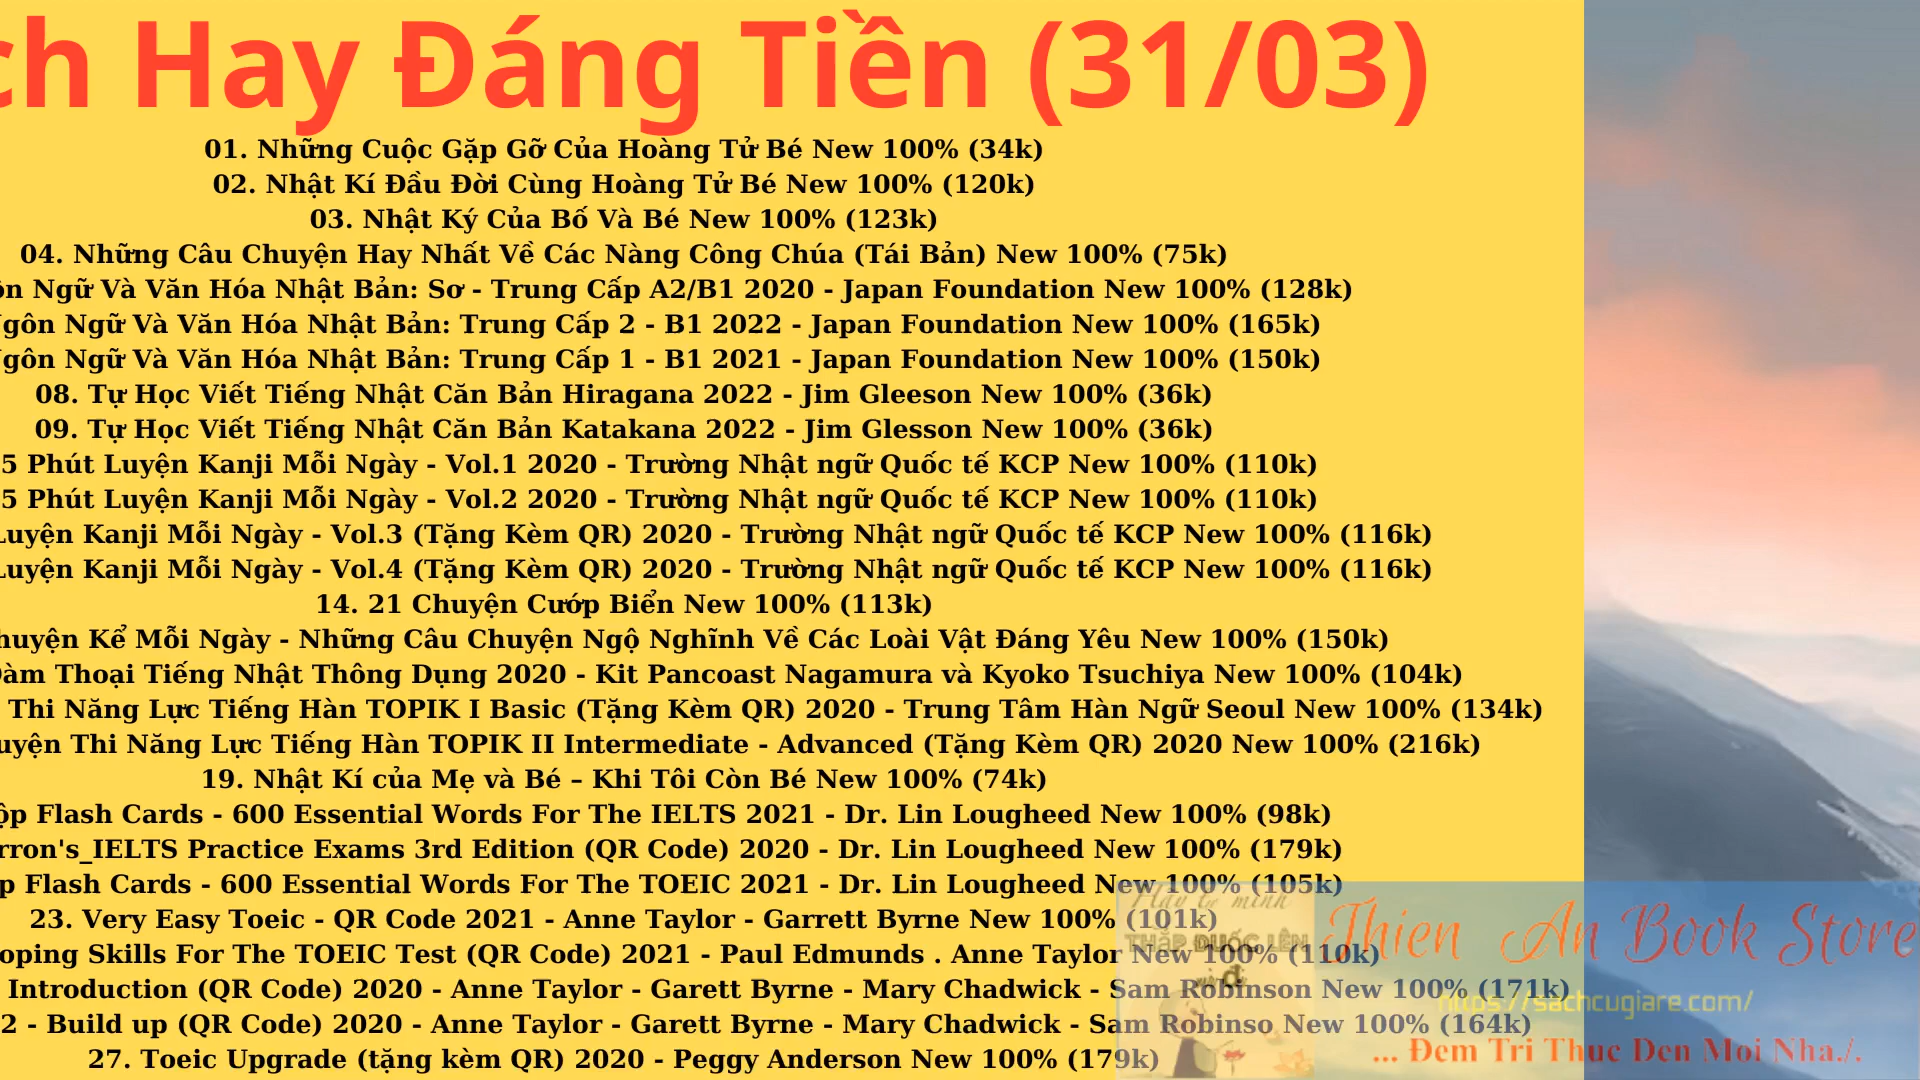 ch Hay Đáng Tiền (31/03)
01. Những Cuộc Gặp Gỡ Của Hoàng Tử Bé New 100% (34k)
02. Nhật Kí Đầu Đời Cùng Hoàng Tử Bé New 100% (120k)
03. Nhật Ký Của Bố Và Bé New 100% (123k)
04. Những Câu Chuyện Hay Nhất Về Các Nàng Công Chúa (Tái Bản) New 100% (75k)
ôn Ngữ Và Văn Hóa Nhật Bản: Sơ - Trung Cấp A2/B1 2020 - Japan Foundation New 100% (128k)
gôn Ngữ Và Văn Hóa Nhật Bản: Trung Cấp 2 - B1 2022 - Japan Foundation New 100% (165k)
gôn Ngữ Và Văn Hóa Nhật Bản: Trung Cấp 1 - B1 2021 - Japan Foundation New 100% (150k)
08. Tự Học Viết Tiếng Nhật Căn Bản Hiragana 2022 - Jim Gleeson New 100% (36k)
09. Tự Học Viết Tiếng Nhật Căn Bản Katakana 2022 - Jim Glesson New 100% (36k)
5 Phút Luyện Kanji Mỗi Ngày - Vol.1 2020 - Trường Nhật ngữ Quốc tế KCP New 100% (110k)
5 Phút Luyện Kanji Mỗi Ngày - Vol.2 2020 - Trường Nhật ngữ Quốc tế KCP New 100% (110k)
Luyện Kanji Mỗi Ngày - Vol.3 (Tặng Kèm QR) 2020 - Trường Nhật ngữ Quốc tế KCP New 100% (116k)
Luyện Kanji Mỗi Ngày - Vol.4 (Tặng Kèm QR) 2020 - Trường Nhật ngữ Quốc tế KCP New 100% (116k)
14. 21 Chuyện Cướp Biển New 100% (113k)
huyện Kể Mỗi Ngày - Những Câu Chuyện Ngộ Nghĩnh Về Các Loài Vật Đáng Yêu New 100% (150k)
Đàm Thoại Tiếng Nhật Thông Dụng 2020 - Kit Pancoast Nagamura và Kyoko Tsuchiya New 100% (104k)
Thi Năng Lực Tiếng Hàn TOPIK I Basic (Tặng Kèm QR) 2020 - Trung Tâm Hàn Ngữ Seoul New 100% (134k)
uyện Thi Năng Lực Tiếng Hàn TOPIK II Intermediate - Advanced (Tặng Kèm QR) 2020 New 100% (216k)
19. Nhật Kí của Mẹ và Bé – Khi Tôi Còn Bé New 100% (74k)
ộp Flash Cards - 600 Essential Words For The IELTS 2021 - Dr. Lin Lougheed New 100% (98k)
rron's_IELTS Practice Exams 3rd Edition (QR Code) 2020 - Dr. Lin Lougheed New 100% (179k)
p Flash Cards - 600 Essential Words For The TOEIC 2021 - Dr. Lin Lougheed New 100% (105k)
23. Very Easy Toeic - QR Code 2021 - Anne Taylor - Garrett Byrne New 100% (101k)
oping Skills For The TOEIC Test (QR Code) 2021 - Paul Edmunds . Anne Taylor New 100% (110k)
Introduction (QR Code) 2020 - Anne Taylor - Garett Byrne - Mary Chadwick - Sam Robinson New 100% (171k)
2 - Build up (QR Code) 2020 - Anne Taylor - Garett Byrne - Mary Chadwick - Sam Robinso New 100% (164k)
27. Toeic Upgrade (tặng kèm QR) 2020 - Peggy Anderson New 100% (179k)
Hãy tự mình
THẮP ĐUỐC LÊN
mà đi
Thien An Book Store
https://sachcugiare.com/
... Đem Tri Thuc Den Moi Nha./.